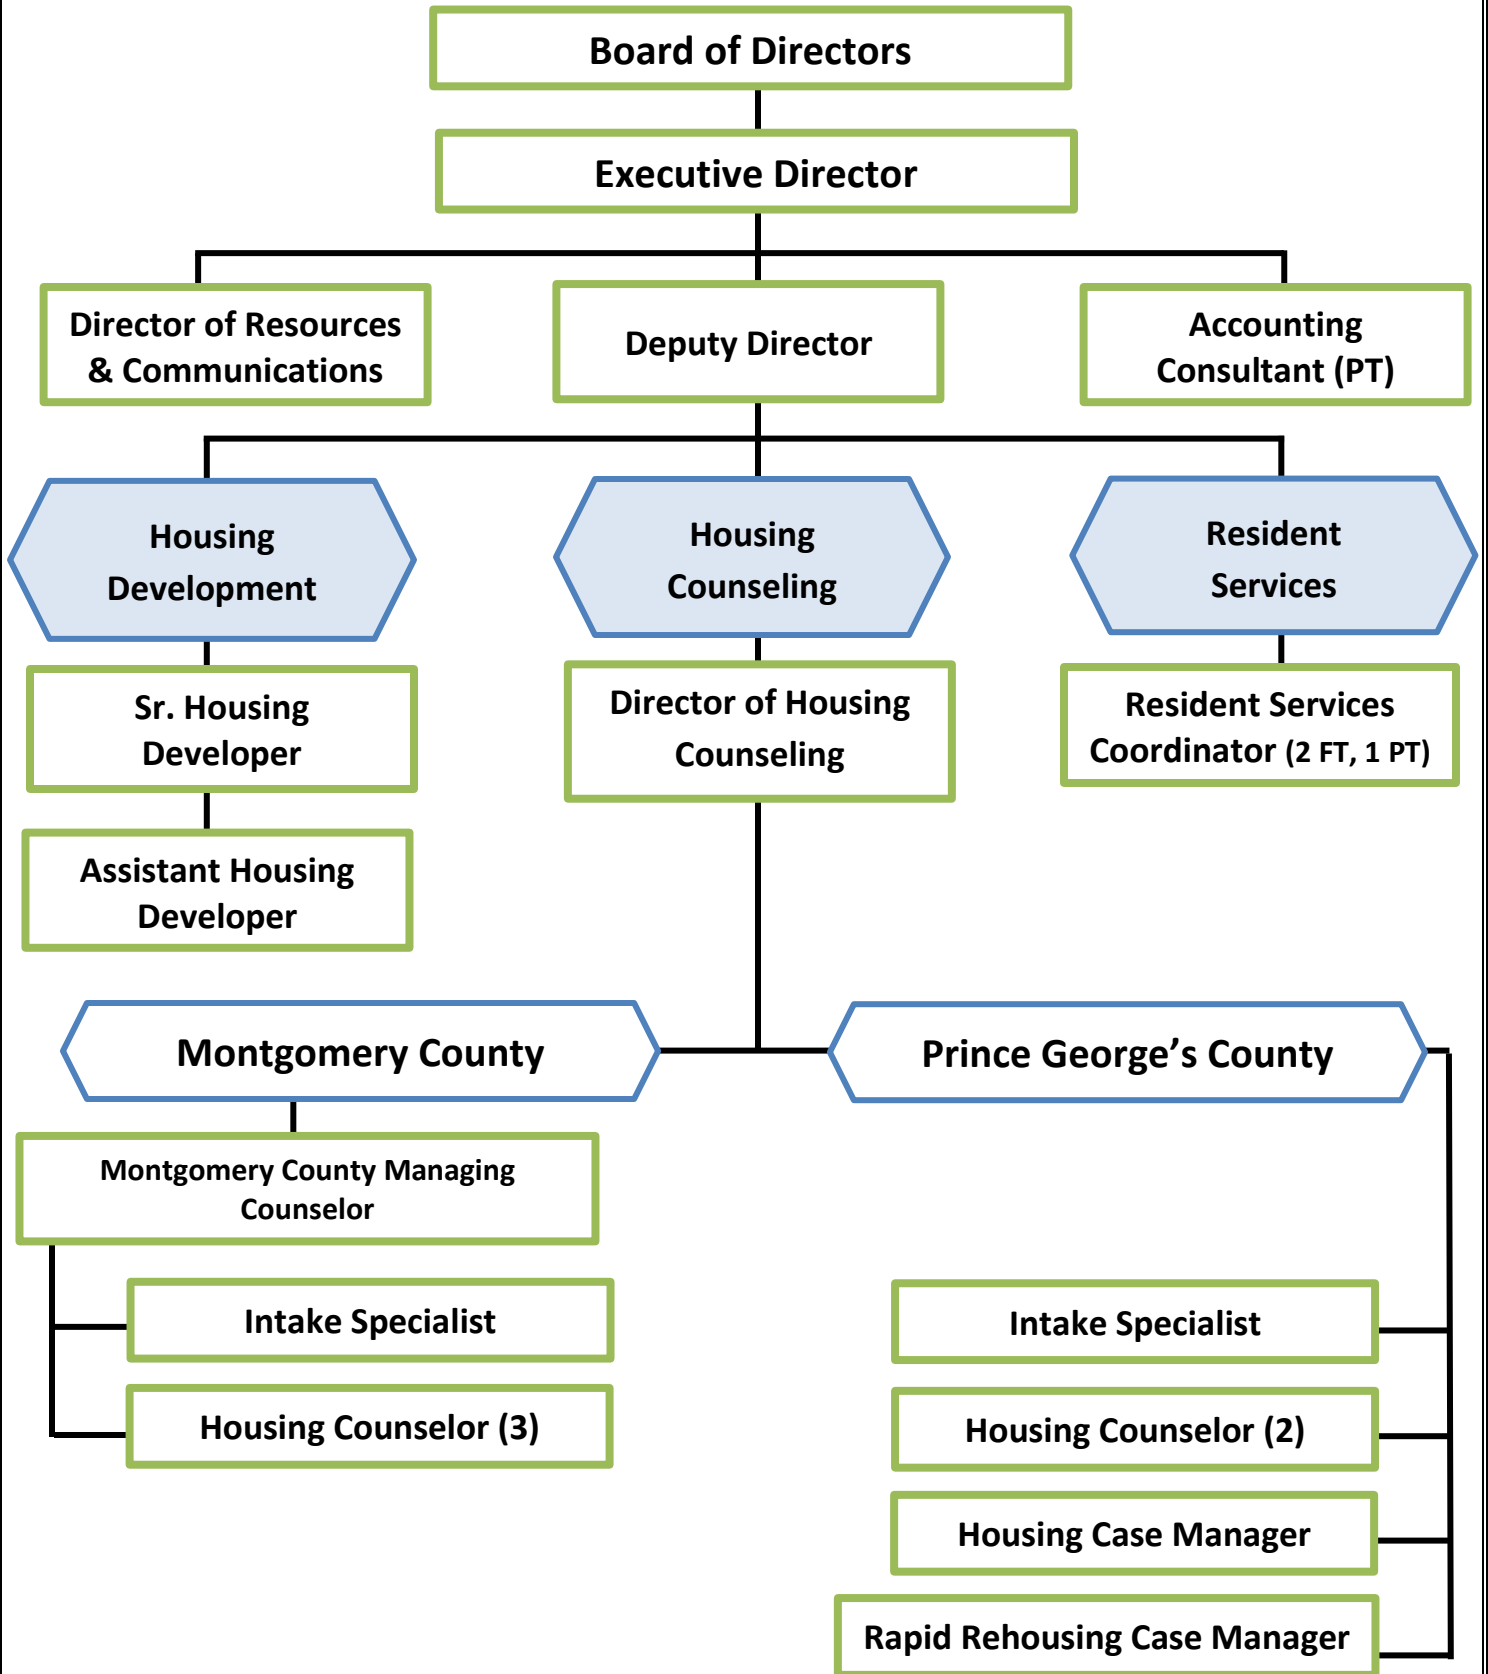 Board of Directors
Executive Director
Director of Resources
& Communications
Deputy Director
Accounting
Consultant (PT)
Housing
Development
Housing
Counseling
Resident
Services
Sr. Housing
Developer
Director of Housing
Counseling
Resident Services
Coordinator (2 FT, 1 PT)
Assistant Housing
Developer
Montgomery County
Prince George’s County
Montgomery County Managing
Counselor
Intake Specialist
Housing Counselor (3)
Intake Specialist
Housing Counselor (2)
Housing Case Manager
Rapid Rehousing Case Manager